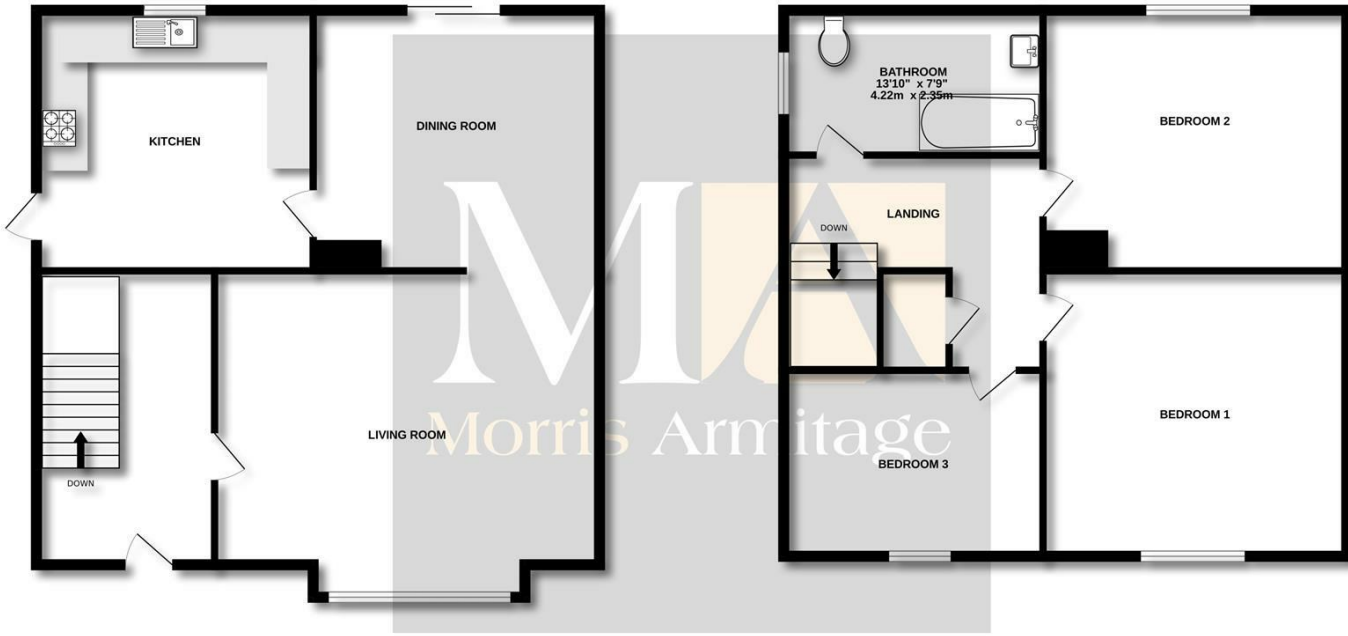 KITCHEN
DINING ROOM
LIVING ROOM
DOWN
BATHROOM
13'10" x 7'9"
4.22m x 2.35m
BEDROOM 2
LANDING
DOWN
BEDROOM 1
BEDROOM 3
MA
Morris Armitage